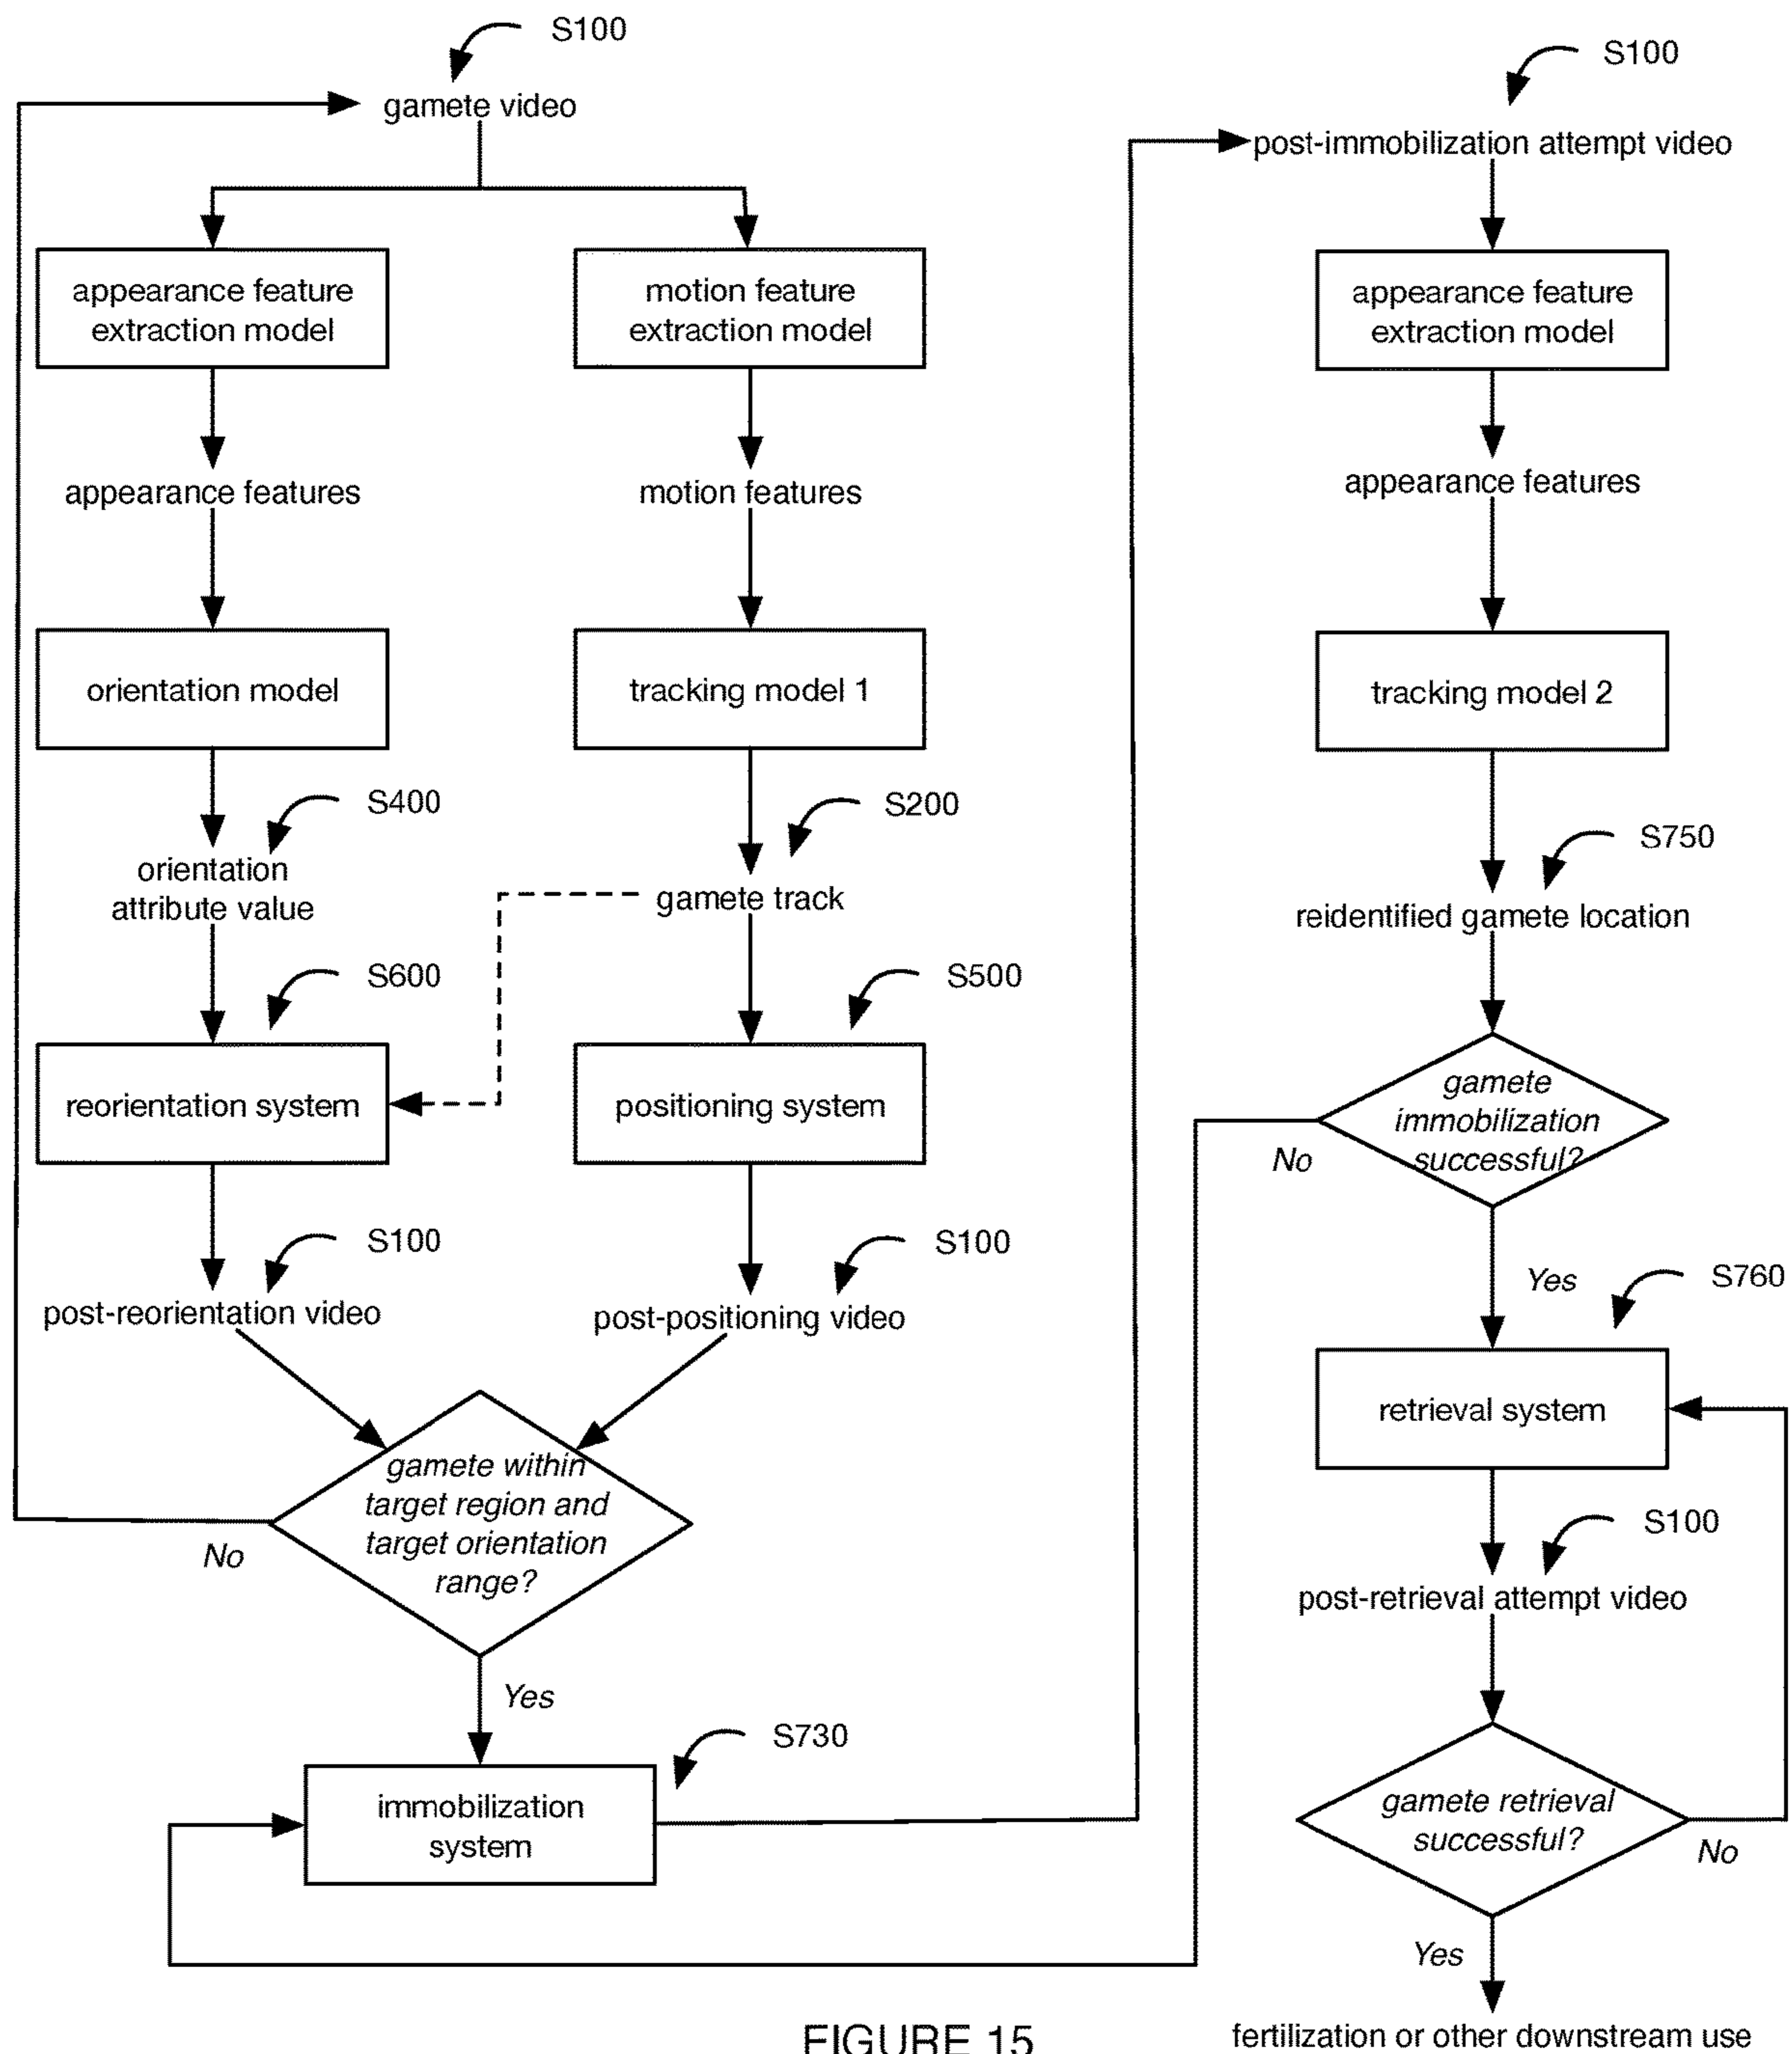 S100
gamete video
appearance feature
extraction model
motion feature
extraction model
appearance features
motion features
orientation model
tracking model 1
S400
orientation
attribute value
S200
gamete track
S600
reorientation system
S500
positioning system
S100
post-reorientation video
S100
post-positioning video
gamete within
target region and
target orientation
range?
No
Yes
S730
immobilization
system
S100
post-immobilization attempt video
appearance feature
extraction model
appearance features
tracking model 2
S750
reidentified gamete location
gamete
immobilization
successful?
No
Yes
S760
retrieval system
S100
post-retrieval attempt video
gamete retrieval
successful?
No
Yes
fertilization or other downstream use
FIGURE 15